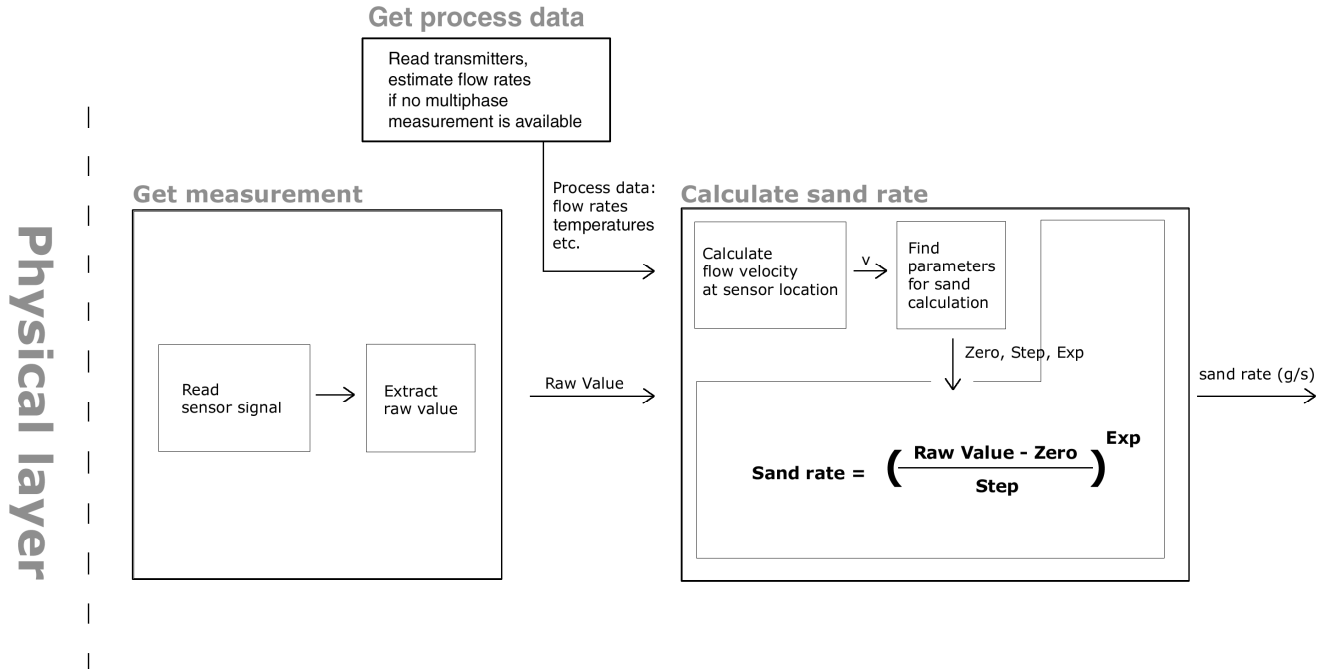 Get process data
Read transmitters,
estimate flow rates
if no multiphase
measurement is available
Physical layer
Get measurement
Process data:
flow rates
temperatures
etc.
Calculate sand rate
Read
sensor signal
Extract
raw value
Raw Value
Calculate
flow velocity
at sensor location
v
Find
parameters
for sand
calculation
Zero, Step, Exp
Sand rate = (Raw Value - Zero
Step
) Exp
sand rate (g/s)